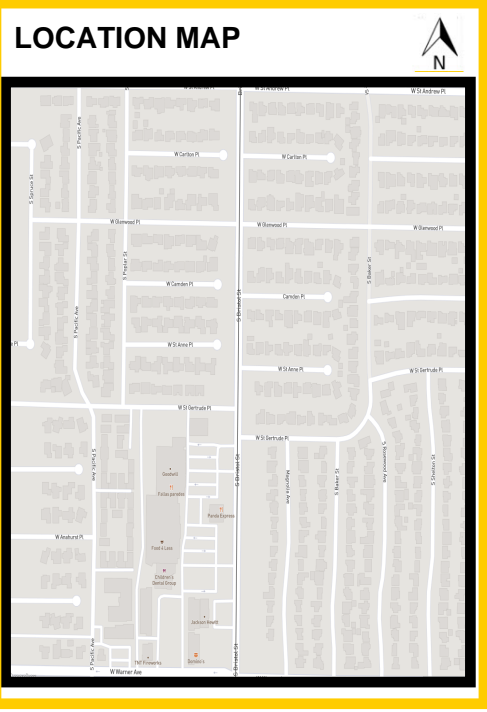 LOCATION MAP
N
W St Andrew Pl
W St Andrew Pl
S Pacific Ave
W Carlton Pl
W Carlton Pl
S Spruce St
W Glenwood Pl
W Glenwood Pl
W Glenwood Pl
S Poplar St
S Baker St
W Camden Pl
Camden Pl
S Bristol St
S Pacific Ave
W St Anne Pl
W St Anne Pl
W St Gertrude Pl
W St Gertrude Pl
W St Gertrude Pl
S Pacific Ave
S Bristol St
Goodwill
Magnolia Ave
S Baker St
S Rosewood Ave
S Shelton St
Panda Express
W Anahurst Pl
Food 4 Less
Children's
Dental Group
Jackson Hewitt
S Pacific Ave
S Bristol St
TNT Fireworks
Domino's
W Warner Ave